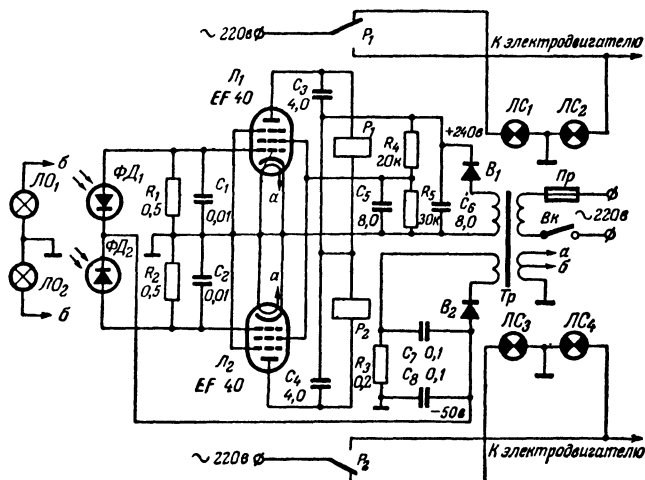 ~ 220в
P₁
К электродвигателю
Л₁
EF 40
C₃
4,0
ЛС₁
ЛС₂
+240в
P₁
R₄
20к
В₁
Пр
б
ЛО₁
ФД₁
R₁
0,5
C₁
0,01
а
C₅
8,0
R₅
30к
C₆
8,0
Вк
~220в
а
б
ФД₂
R₂
0,5
C₂
0,01
а
Тр
ЛО₂
б
P₂
В₂
ЛС₃
ЛС₄
Л₂
EF 40
C₄
4,0
R₃
0,2
C₇ 0,1
C₈ 0,1
–50в
~ 220в
P₂
К электродвигателю